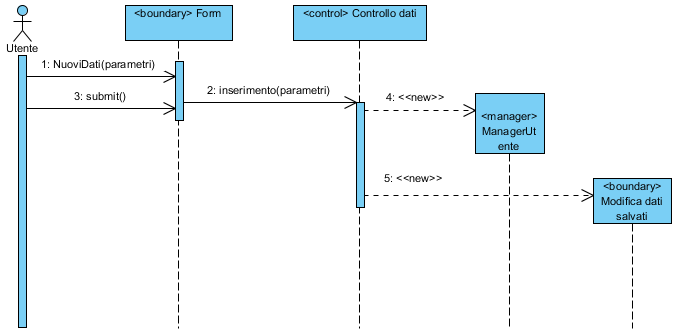 <boundary> Form
<control> Controllo dati
Utente
1: NuoviDati(parametri)
2: inserimento(parametri)
3: submit()
4: <<new>>
<manager>
ManagerUt
ente
5: <<new>>
<boundary>
Modifica dati
salvati